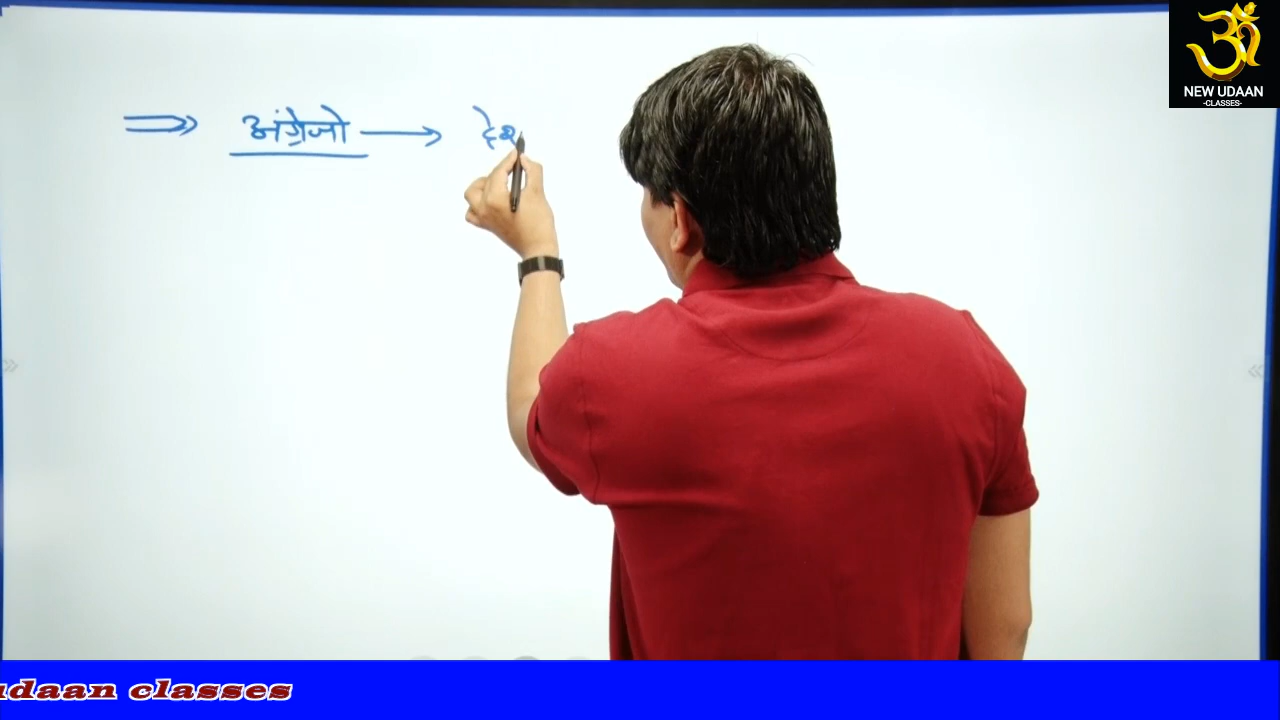 ⇒ अंग्रेजो → देश
ॐ
NEW UDAAN
-CLASSES-
udaan classes